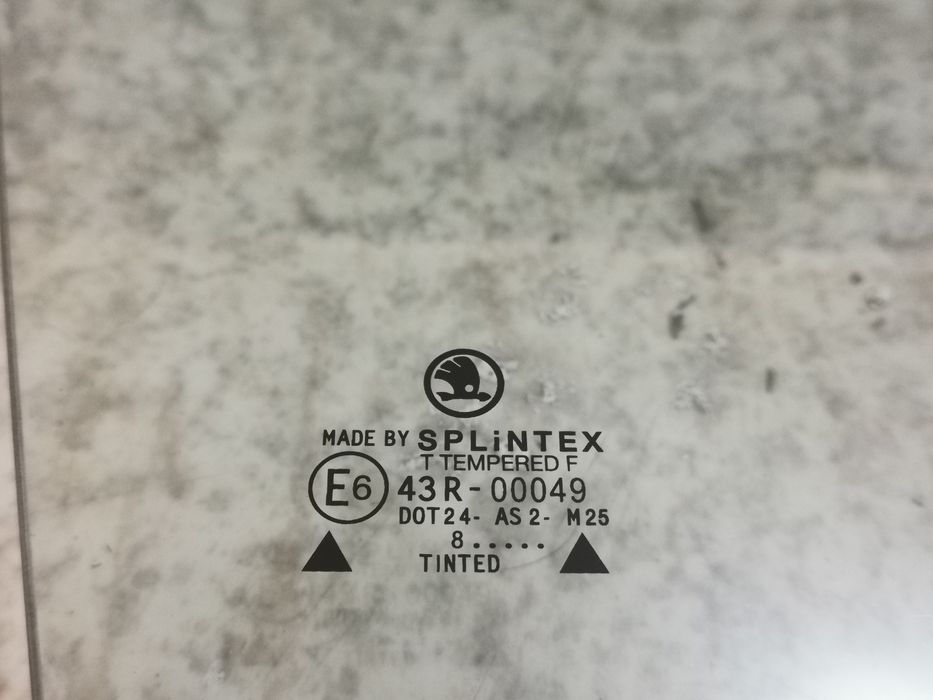 MADE BY SPLiNTEX
T TEMPERED F
E6 43R-00049
DOT24- AS2- M25
8.....
TINTED